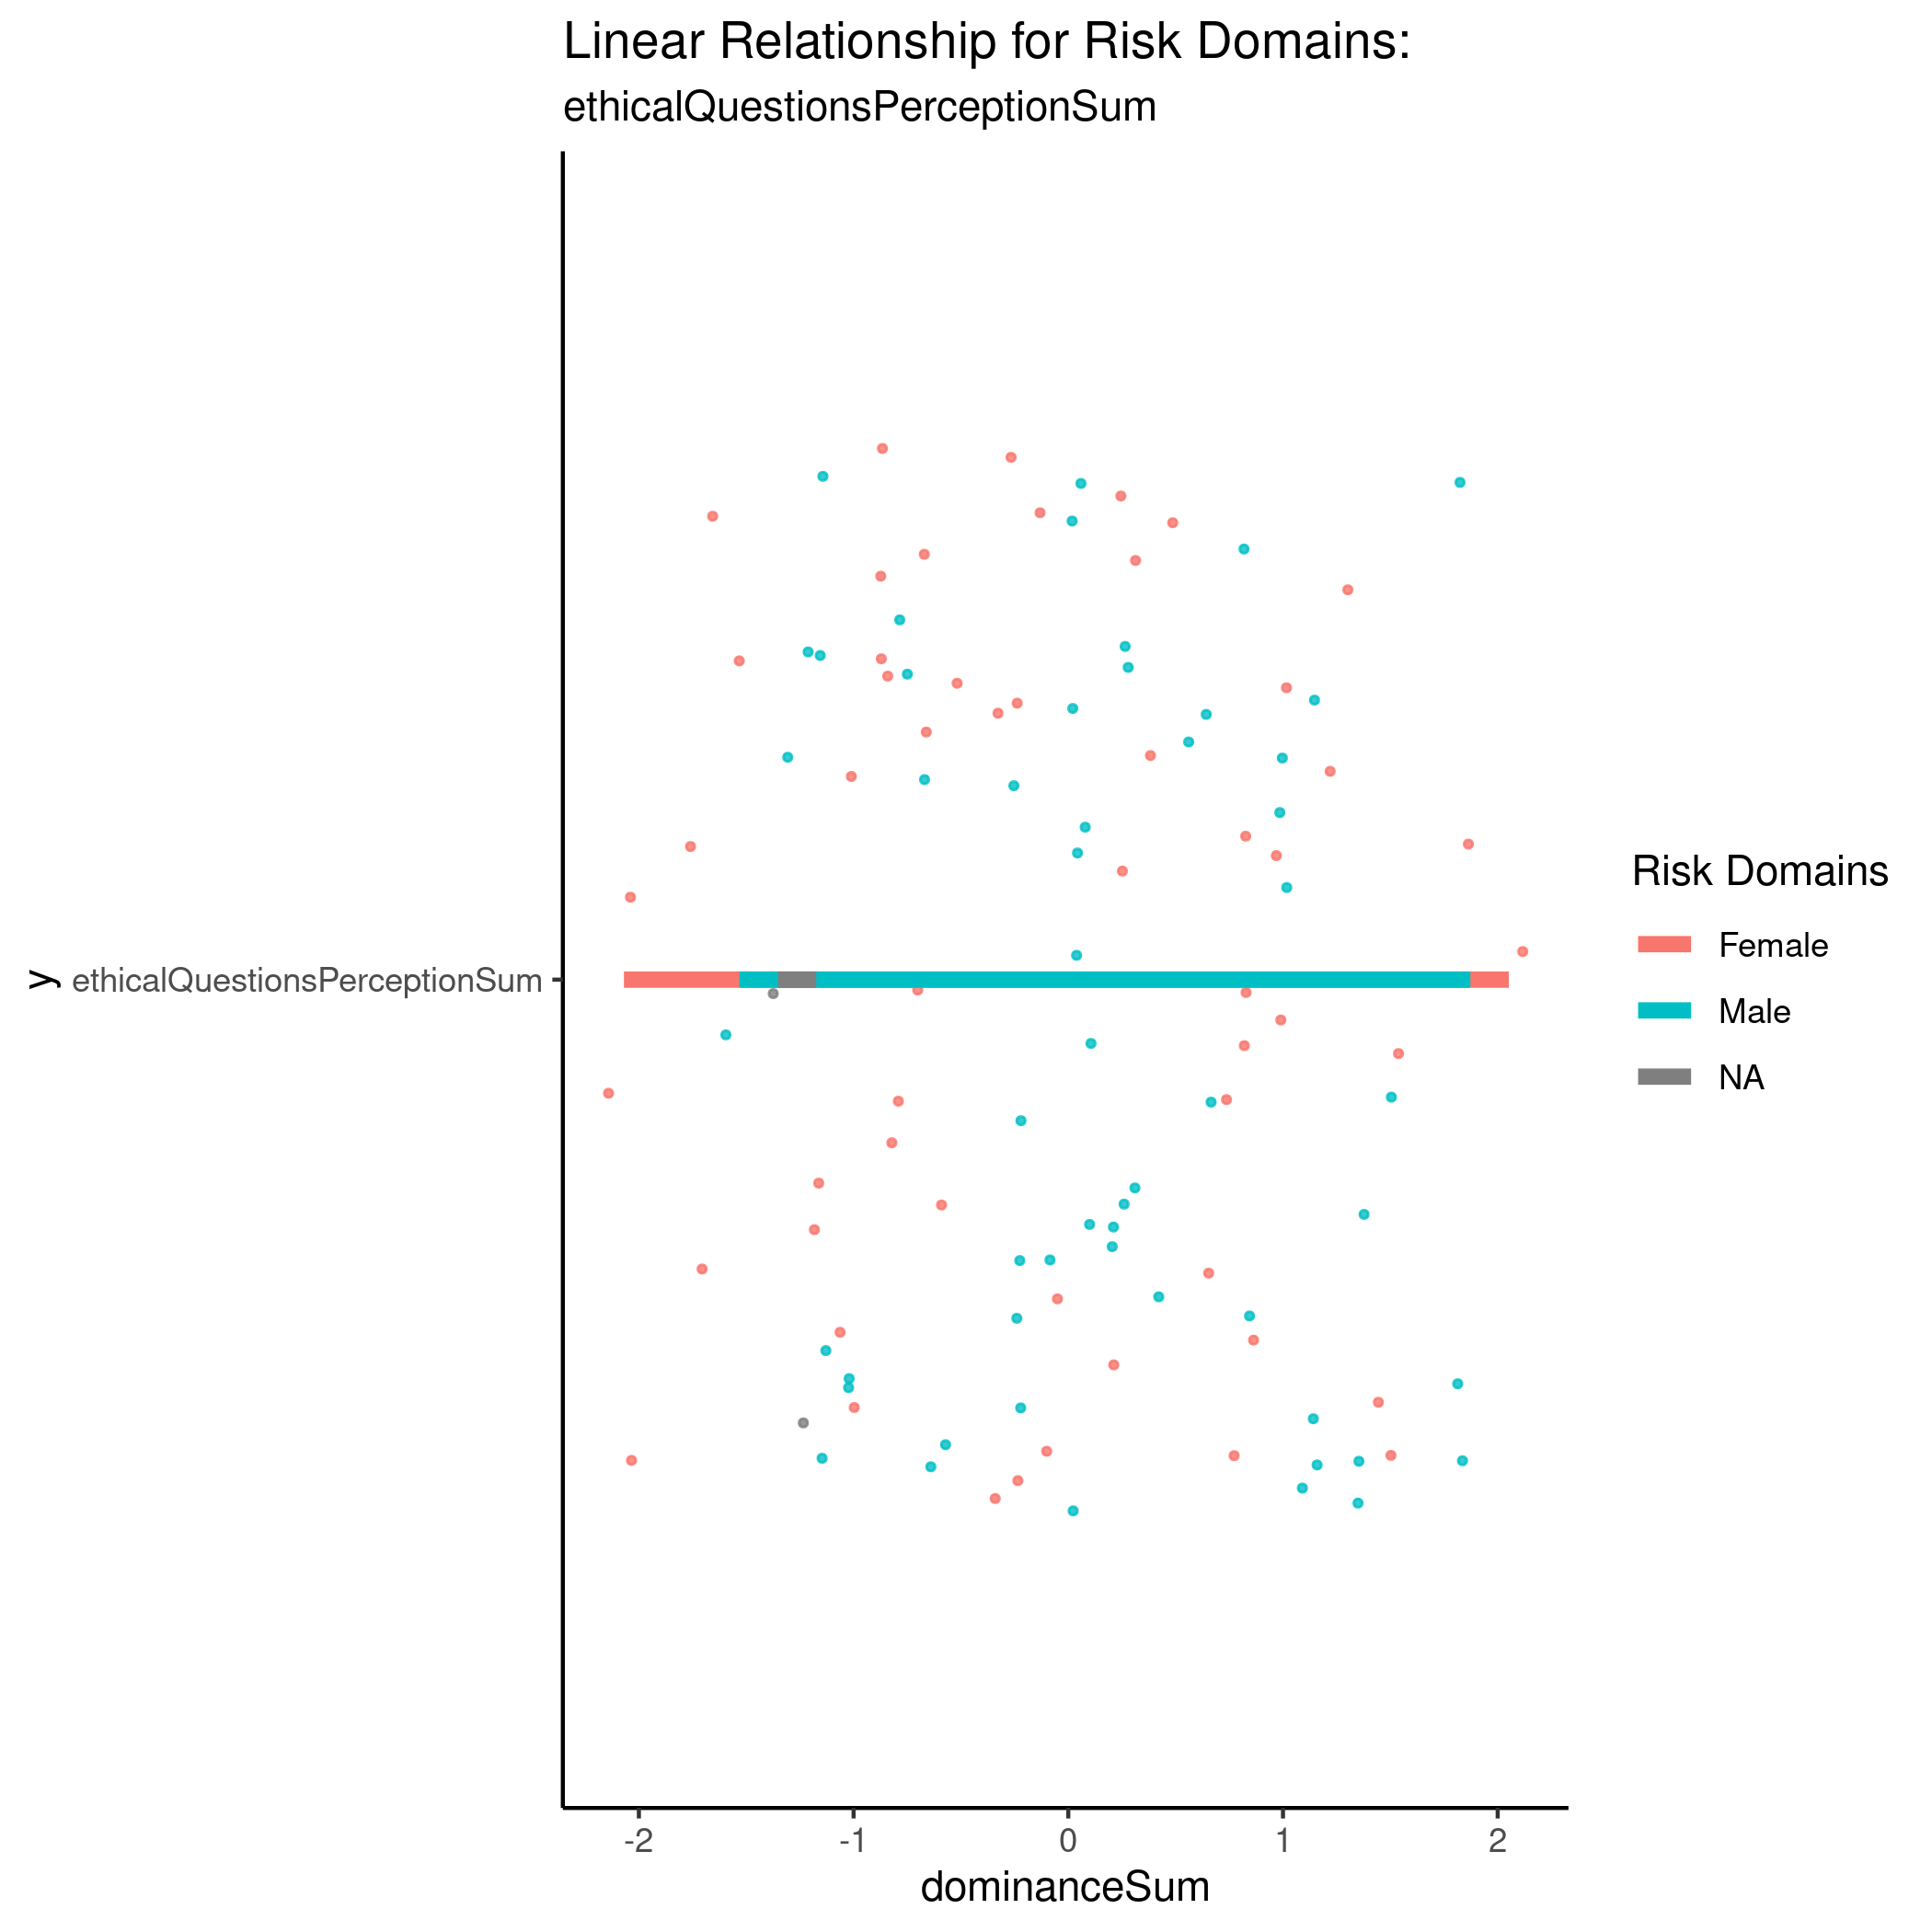 Linear Relationship for Risk Domains:
ethicalQuestionsPerceptionSum
y
ethicalQuestionsPerceptionSum
Risk Domains
Female
Male
NA
-2 -1 0 1 2
dominanceSum